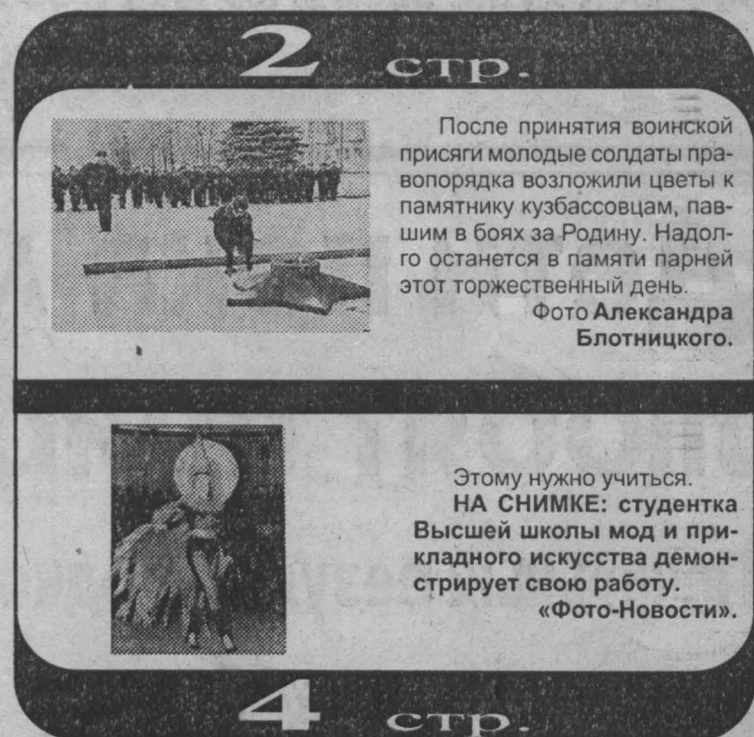 2 стр.
После принятия воинской
присяги молодые солдаты пра-
вопорядка возложили цветы к
памятнику кузбассовцам, пав-
шим в боях за Родину. Надол-
го останется в памяти парней
этот торжественный день.
Фото Александра
Блотницкого.
Этому нужно учиться.
НА СНИМКЕ: студентка
Высшей школы мод и при-
кладного искусства демон-
стрирует свою работу.
«Фото-Новости».
4 стр.